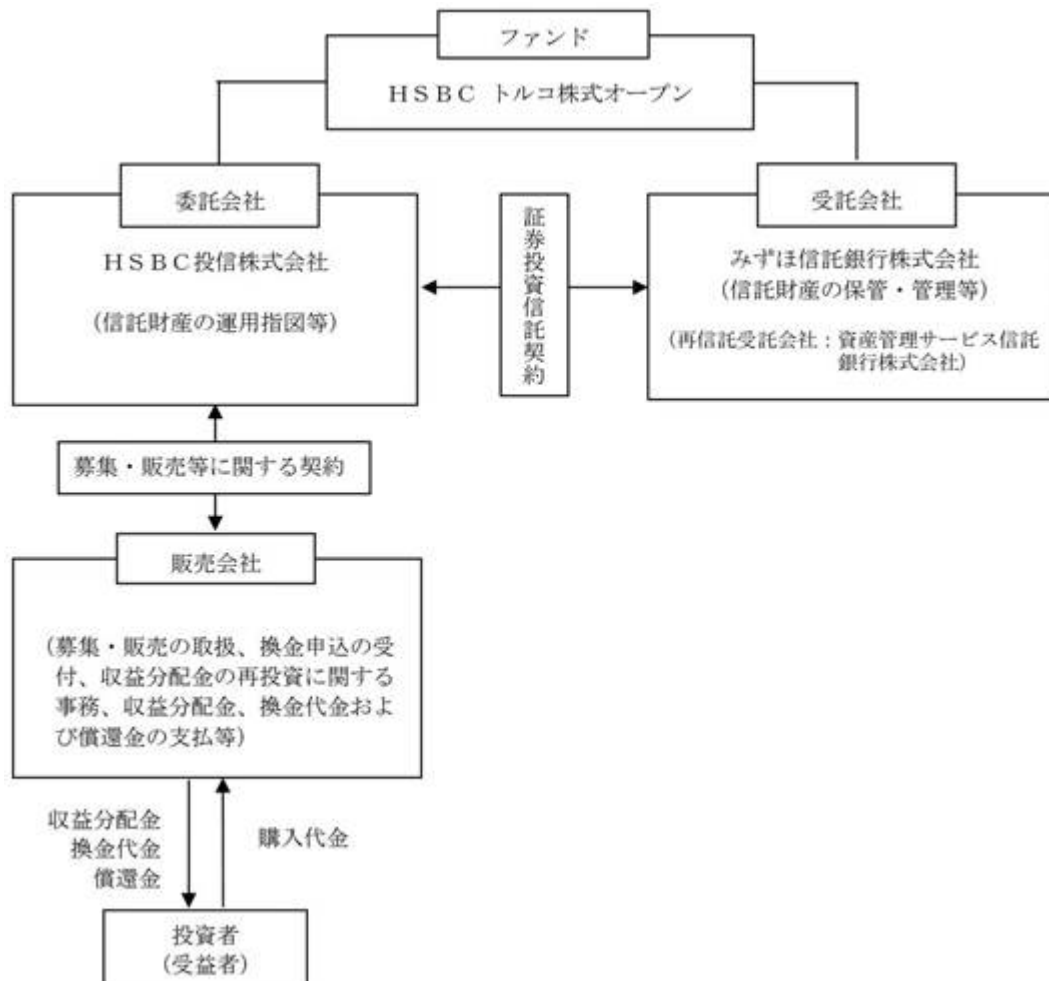 ファンド
HSBC トルコ株式オープン
委託会社
HSBC投信株式会社
(信託財産の運用指図等)
証券投資信託契約
受託会社
みずほ信託銀行株式会社
(信託財産の保管・管理等)
(再信託受託会社:資産管理サービス信託
銀行株式会社)
募集・販売等に関する契約
販売会社
(募集・販売の取扱、換金申込の受
付、収益分配金の再投資に関する
事務、収益分配金、換金代金およ
び償還金の支払等)
収益分配金
換金代金
償還金
購入代金
投資者
(受益者)